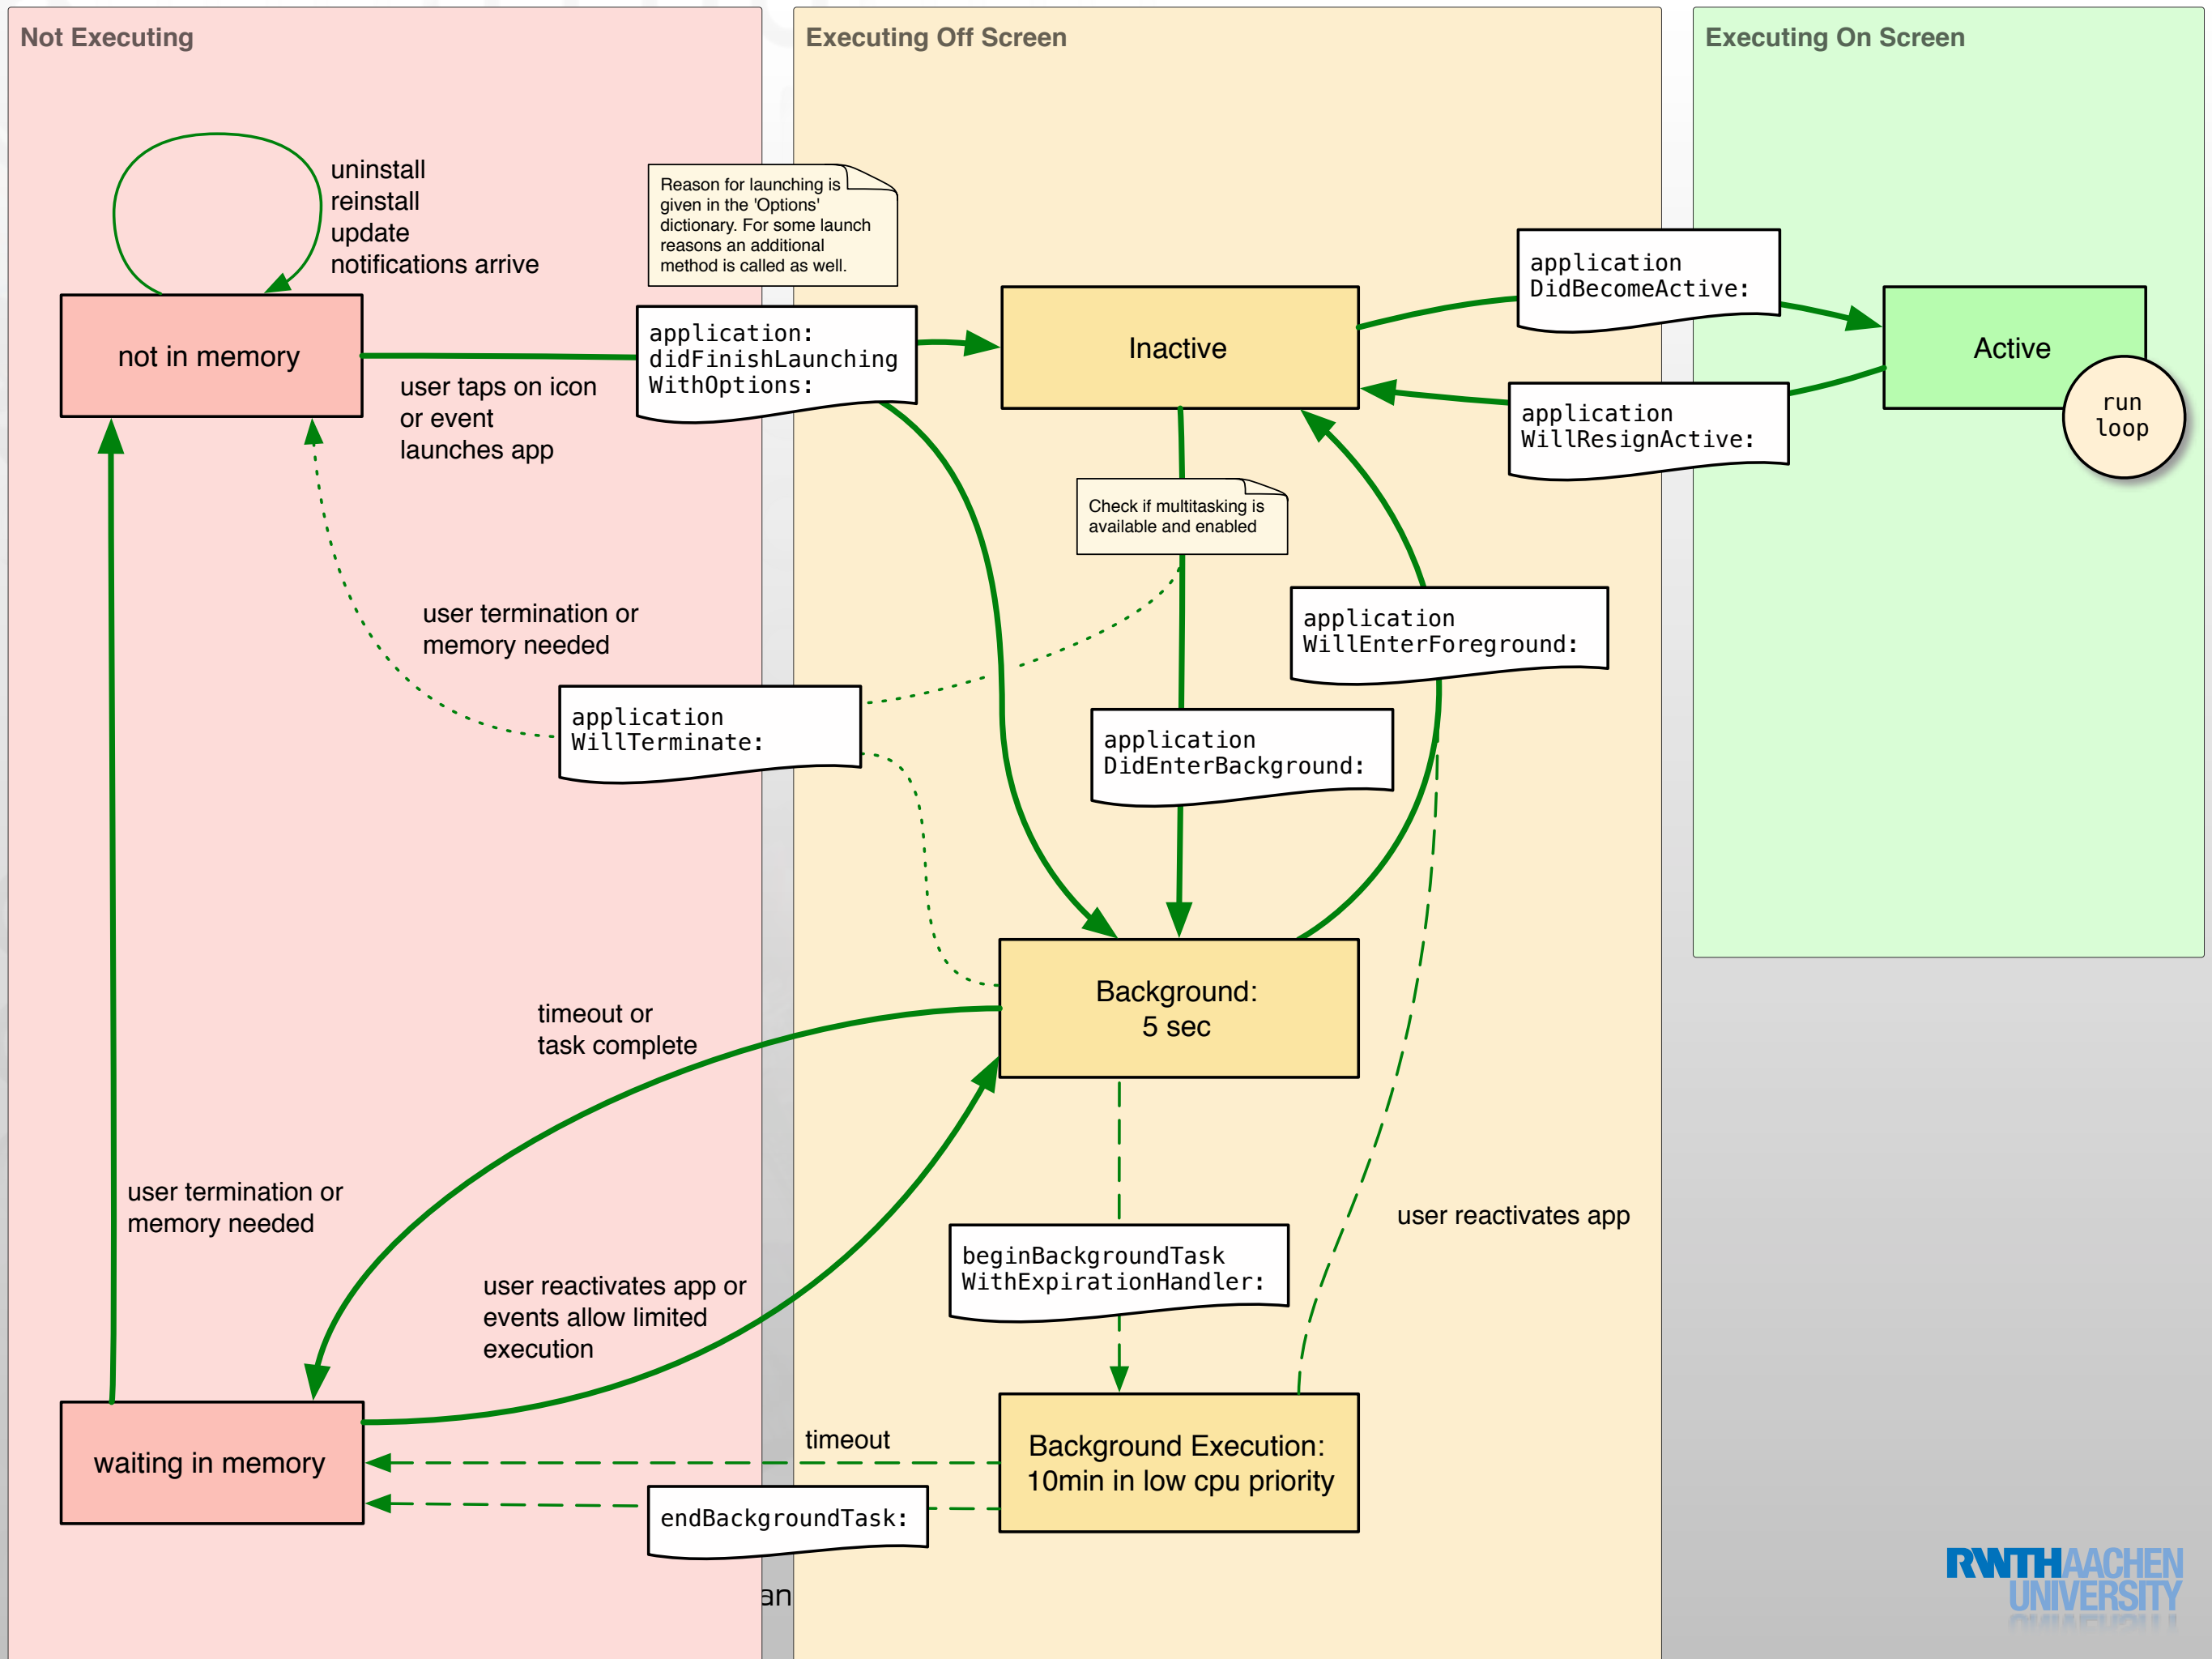 Not Executing
Executing Off Screen
Executing On Screen
uninstall
reinstall
update
notifications arrive
Reason for launching is
given in the 'Options'
dictionary. For some launch
reasons an additional
method is called as well.
application
DidBecomeActive:
not in memory
application:
didFinishLaunching
WithOptions:
Inactive
Active
user taps on icon
or event
launches app
application
WillResignActive:
run
loop
Check if multitasking is
available and enabled
user termination or
memory needed
application
WillEnterForeground:
application
WillTerminate:
application
DidEnterBackground:
Background:
5 sec
timeout or
task complete
user termination or
memory needed
user reactivates app
beginBackgroundTask
WithExpirationHandler:
user reactivates app or
events allow limited
execution
waiting in memory
timeout
Background Execution:
10min in low cpu priority
endBackgroundTask:
an
RWTHAACHEN
UNIVERSITY